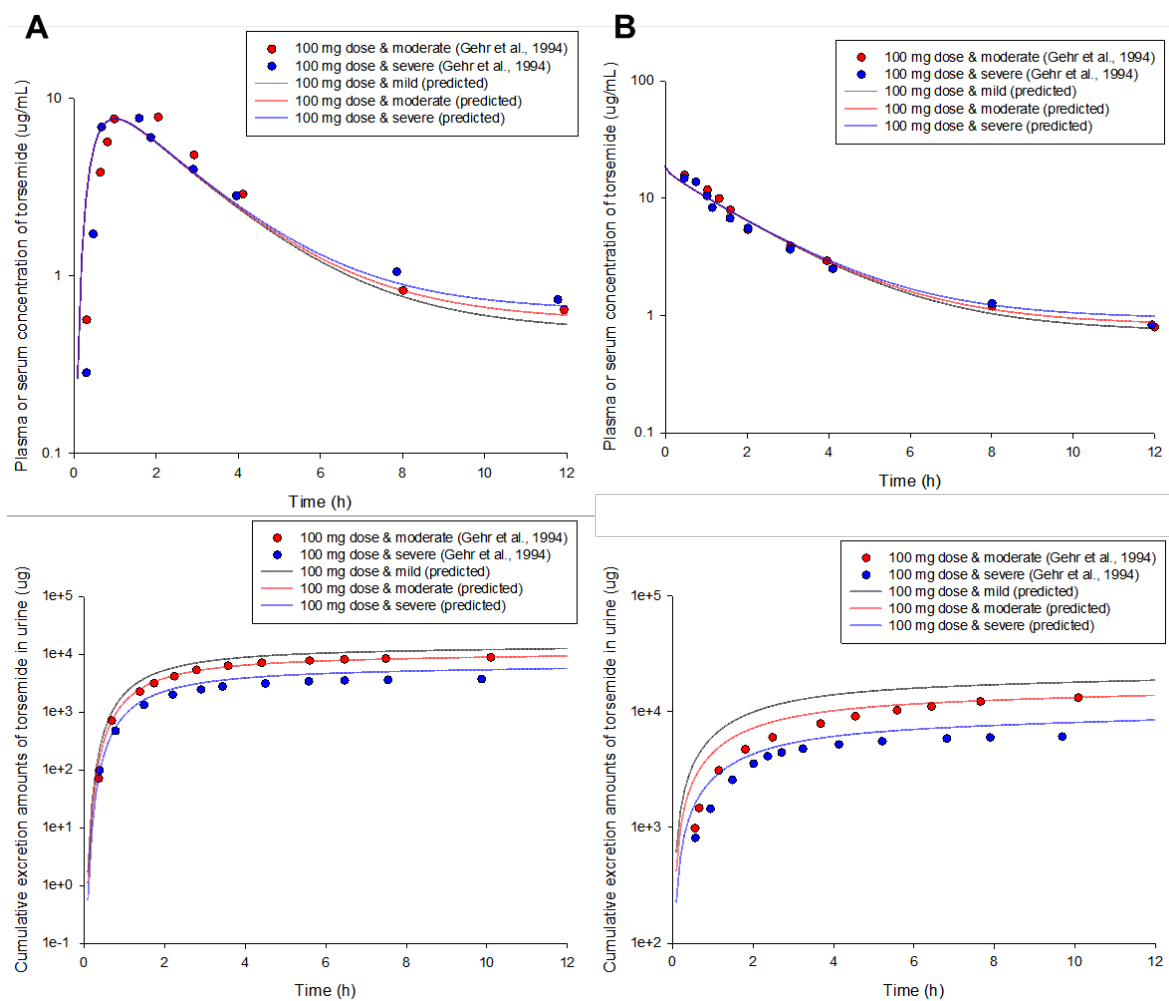 A
100 mg dose & moderate (Gehr et al., 1994)
100 mg dose & severe (Gehr et al., 1994)
100 mg dose & mild (predicted)
100 mg dose & moderate (predicted)
100 mg dose & severe (predicted)
Plasma or serum concentration of torsemide (ug/mL)
10
1
0.1
0 2 4 6 8 10 12
Time (h)
B
100 mg dose & moderate (Gehr et al., 1994)
100 mg dose & severe (Gehr et al., 1994)
100 mg dose & mild (predicted)
100 mg dose & moderate (predicted)
100 mg dose & severe (predicted)
Plasma or serum concentration of torsemide (ug/mL)
100
10
1
0.1
0 2 4 6 8 10 12
Time (h)
100 mg dose & moderate (Gehr et al., 1994)
100 mg dose & severe (Gehr et al., 1994)
100 mg dose & mild (predicted)
100 mg dose & moderate (predicted)
100 mg dose & severe (predicted)
Cumulative excretion amounts of torsemide in urine (ug)
1e+5
1e+4
1e+3
1e+2
1e+1
1e+0
1e-1
0 2 4 6 8 10 12
Time (h)
100 mg dose & moderate (Gehr et al., 1994)
100 mg dose & severe (Gehr et al., 1994)
100 mg dose & mild (predicted)
100 mg dose & moderate (predicted)
100 mg dose & severe (predicted)
Cumulative excretion amounts of torsemide in urine (ug)
1e+5
1e+4
1e+3
1e+2
0 2 4 6 8 10 12
Time (h)